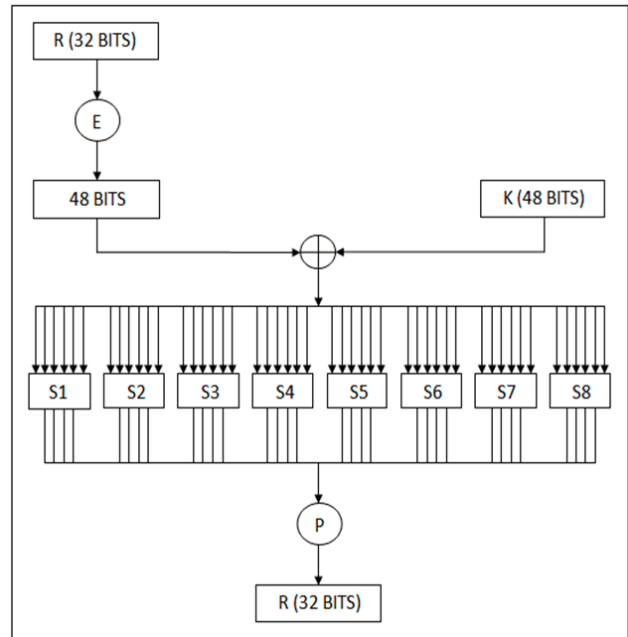 R (32 BITS)
E
48 BITS
K (48 BITS)
S1 S2 S3 S4 S5 S6 S7 S8
P
R (32 BITS)